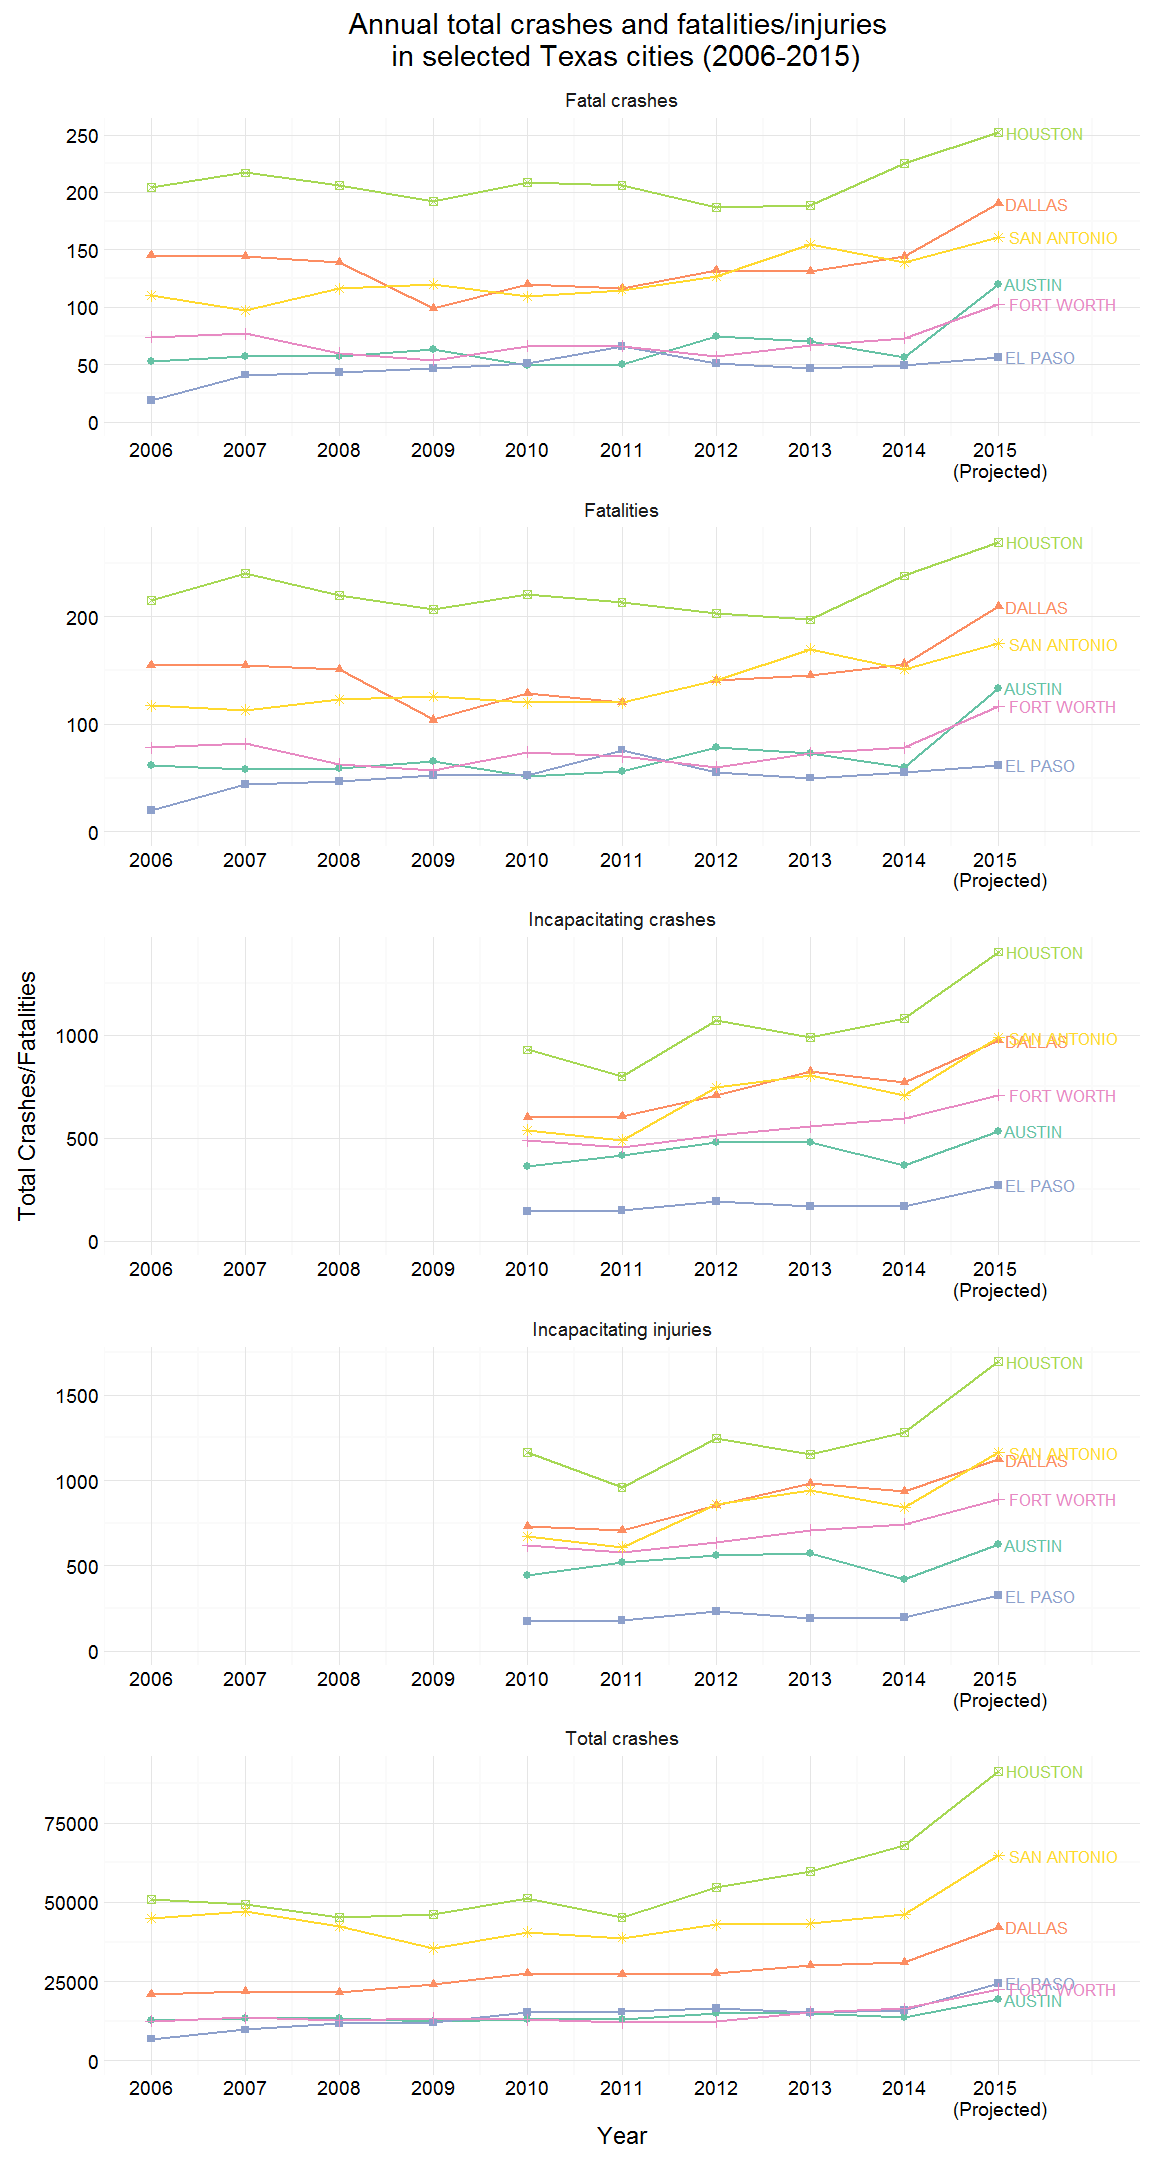 Annual total crashes and fatalities/injuries
in selected Texas cities (2006-2015)
Fatal crashes
250
200
150
100
50
0
HOUSTON
DALLAS
SAN ANTONIO
AUSTIN
FORT WORTH
EL PASO
2006 2007 2008 2009 2010 2011 2012 2013 2014 2015
(Projected)
Fatalities
200
100
0
HOUSTON
DALLAS
SAN ANTONIO
AUSTIN
FORT WORTH
EL PASO
2006 2007 2008 2009 2010 2011 2012 2013 2014 2015
(Projected)
Total Crashes/Fatalities
Incapacitating crashes
1000
500
0
HOUSTON
SAN ANTONIO
DALLAS
FORT WORTH
AUSTIN
EL PASO
2006 2007 2008 2009 2010 2011 2012 2013 2014 2015
(Projected)
Incapacitating injuries
1500
1000
500
0
HOUSTON
SAN ANTONIO
DALLAS
FORT WORTH
AUSTIN
EL PASO
2006 2007 2008 2009 2010 2011 2012 2013 2014 2015
(Projected)
Total crashes
75000
50000
25000
0
HOUSTON
SAN ANTONIO
DALLAS
EL PASO
FORT WORTH
AUSTIN
2006 2007 2008 2009 2010 2011 2012 2013 2014 2015
(Projected)
Year